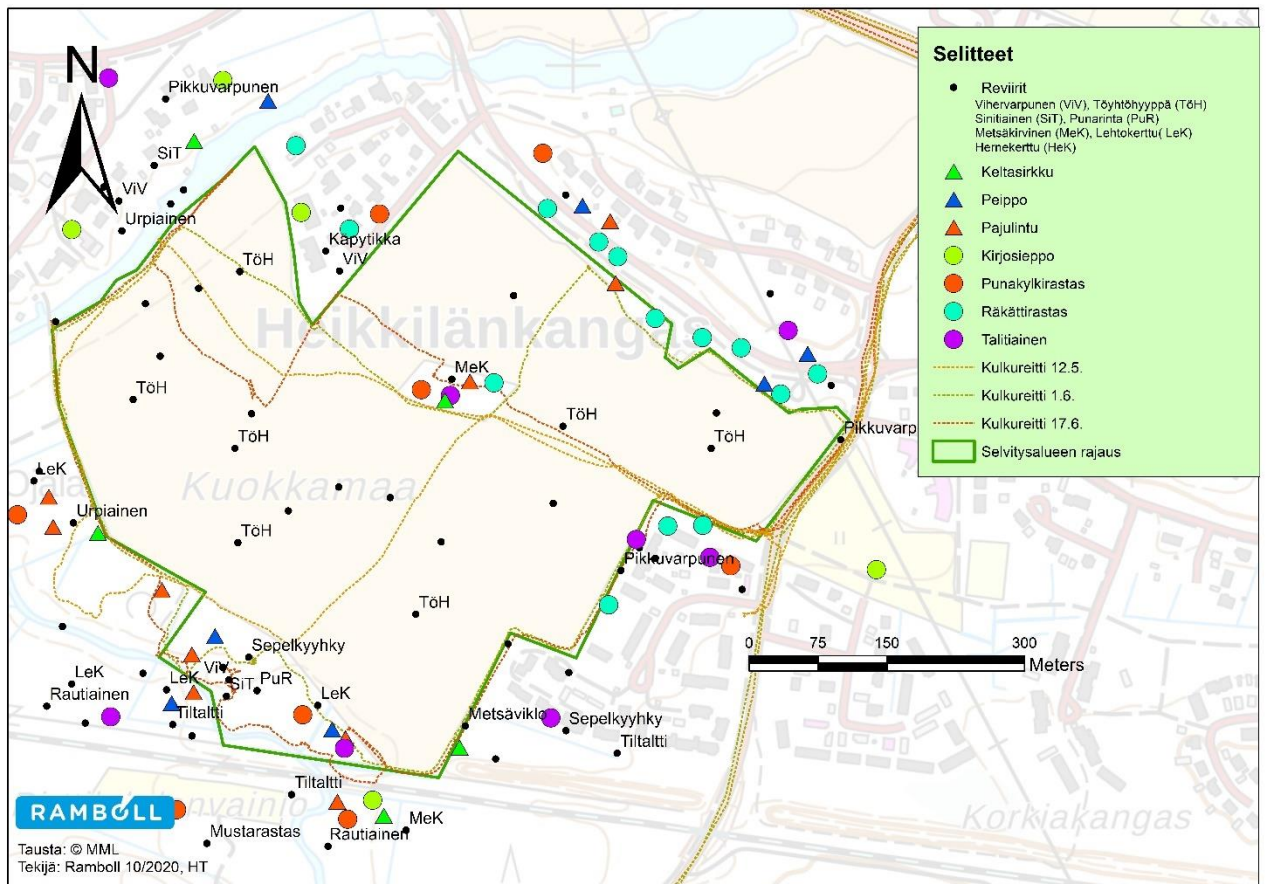 N
Pikkuvarpunen
SiT
ViV
Urpiainen
Käpytikka
ViV
TöH
Heikkilänkangas
MeK
TöH
TöH
TöH
TöH
Pikkuvarp
LeK
Ojala
Kuokkamaa
Urpiainen
TöH
Pikkuvarpunen
II
TöH
Sepelkyyhky
ViV
LeK
LeK
SiT
PuR
LeK
Rautiainen
Tiltaltti
Metsäviklo
Sepelkyyhky
Tiltaltti
Tiltaltti
Mustarastas
Rautiainen
MeK
Korkiakangas
0 75 150 300
Meters
Selitteet
Reviirit
Vihervarpunen (ViV), Töyhtöhyyppä (TöH)
Sinitiainen (SiT), Punarinta (PuR)
Metsäkirvinen (MeK), Lehtokerttu( LeK)
Hernekerttu (HeK)
Keltasirkku
Peippo
Pajulintu
Kirjosieppo
Punakylkirastas
Räkättirastas
Talitiainen
Kulkureitti 12.5.
Kulkureitti 1.6.
Kulkureitti 17.6.
Selvitysalueen rajaus
RAMBOLL
Tausta: © MML
Tekijä: Ramboll 10/2020, HT